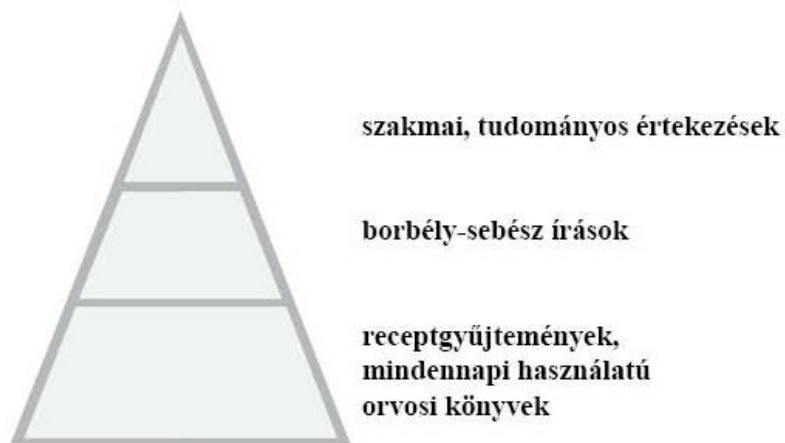 szakmai, tudományos értekezések
borbély-sebész írások
receptgyűjtemények,
mindennapi használatú
orvosi könyvek